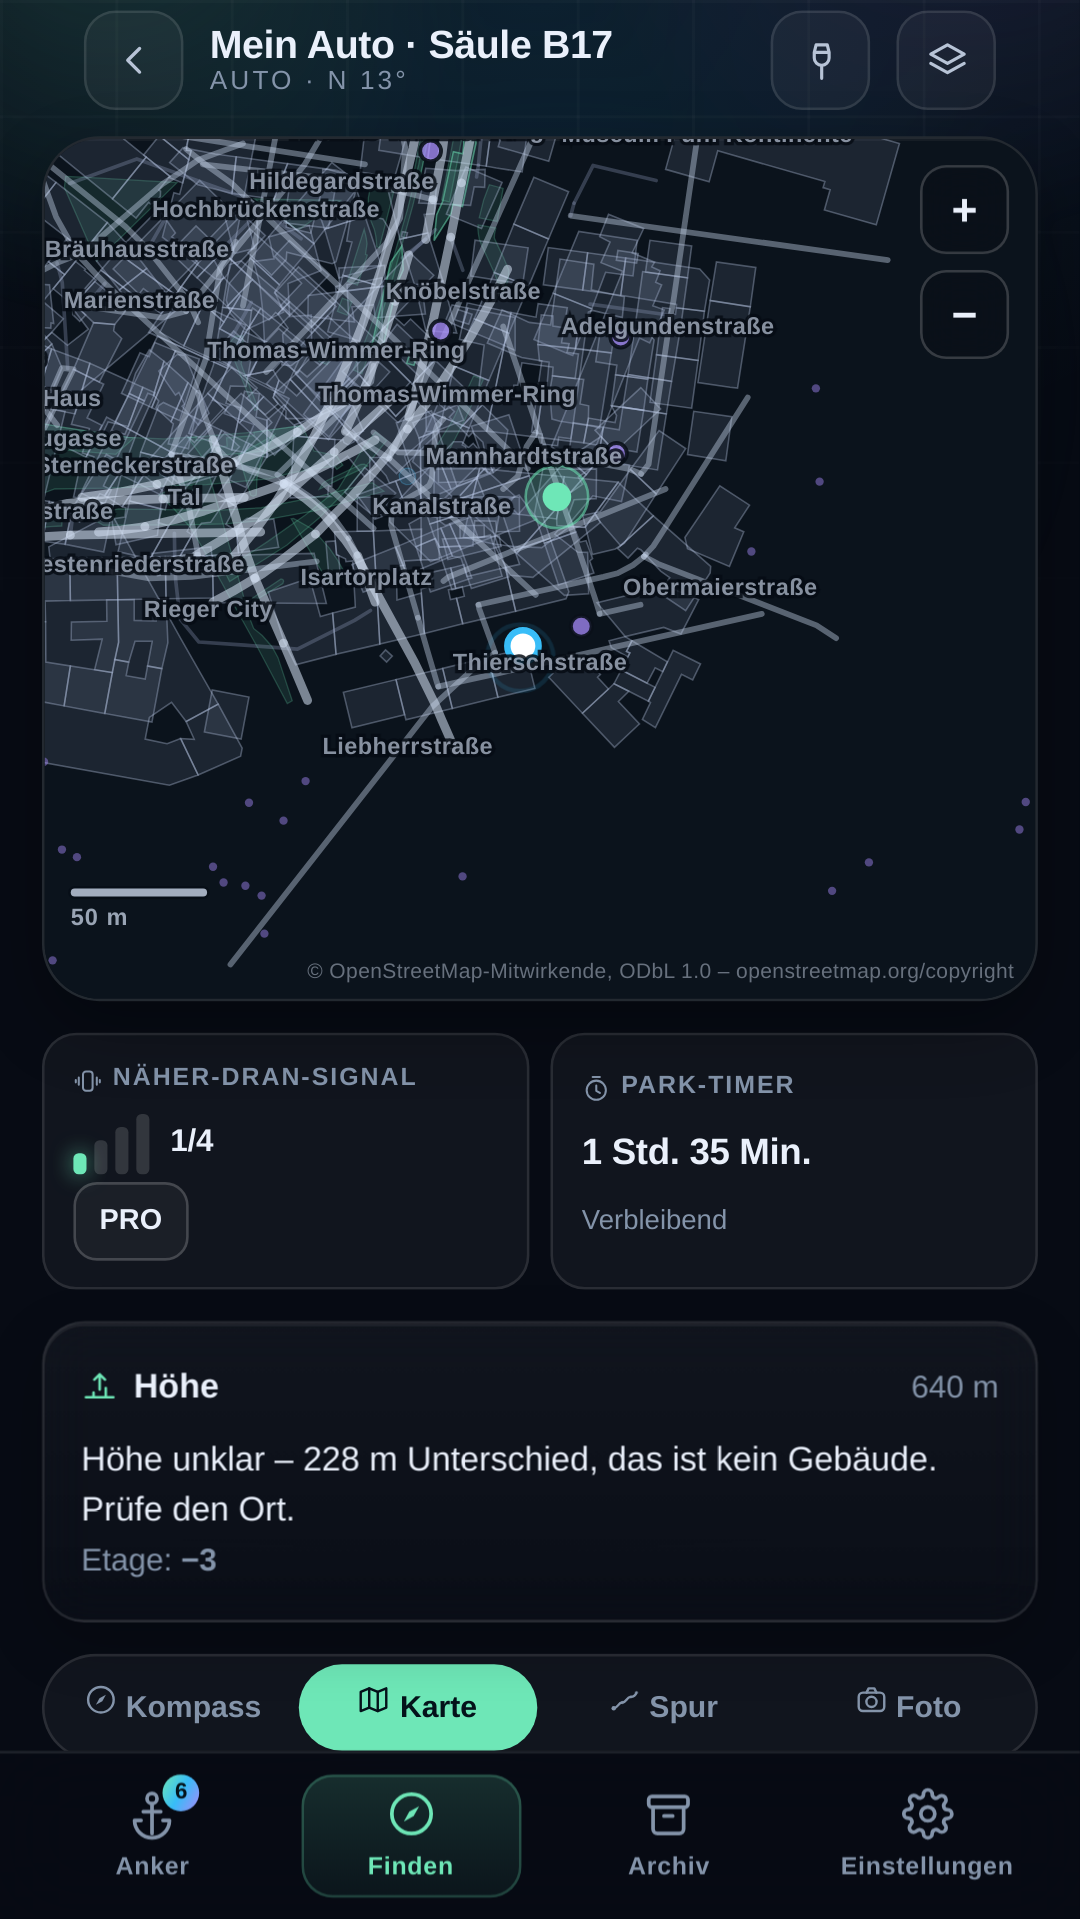 Mein Auto · Säule B17
AUTO · N 13°
Hildegardstraße
Hochbrückenstraße
Bräuhausstraße
Knöbelstraße
Marienstraße
Adelgundenstraße
Thomas-Wimmer-Ring
Thomas-Wimmer-Ring
Haus
ugasse
Mannhardtstraße
Sterneckerstraße
Tal
Kanalstraße
straße
estenriederstraße
Isartorplatz
Obermaierstraße
Rieger City
Thierschstraße
Liebherrstraße
+
−
50 m
© OpenStreetMap-Mitwirkende, ODbL 1.0 – openstreetmap.org/copyright
NÄHER-DRAN-SIGNAL
1/4
PRO
PARK-TIMER
1 Std. 35 Min.
Verbleibend
Höhe
640 m
Höhe unklar – 228 m Unterschied, das ist kein Gebäude.
Prüfe den Ort.
Etage: −3
Kompass
Karte
Spur
Foto
6
Anker
Finden
Archiv
Einstellungen